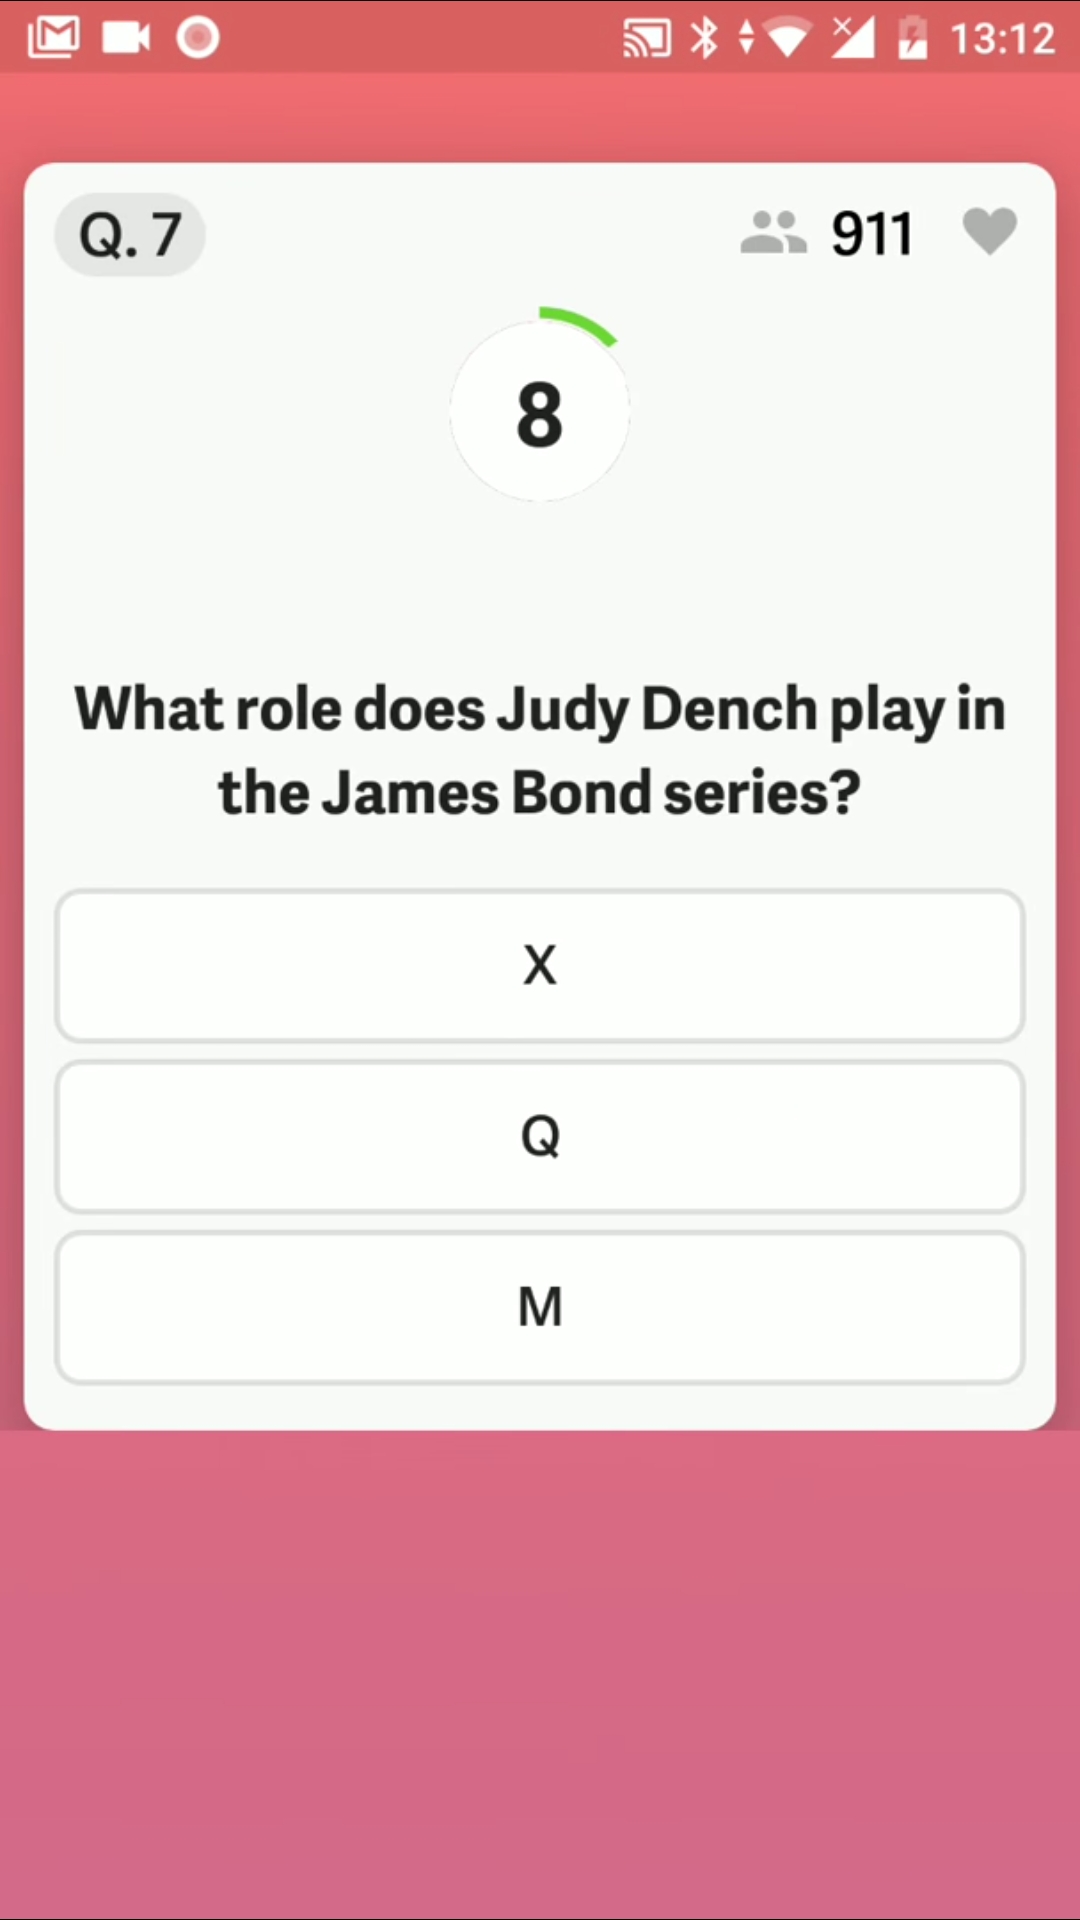 13:12
Q. 7
911
8
What role does Judy Dench play in
the James Bond series?
X
Q
M